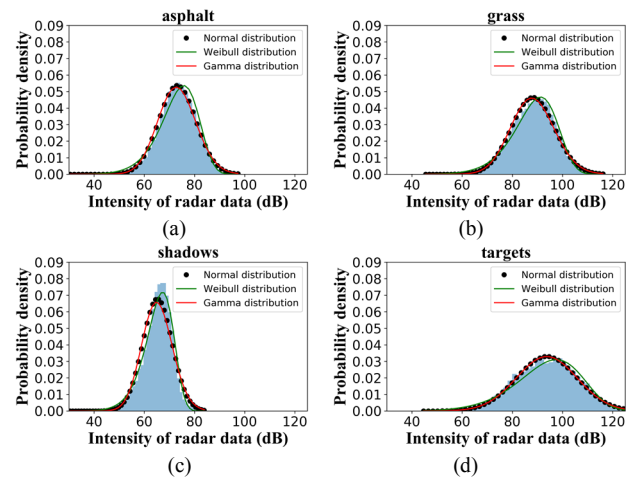 asphalt
Probability density
0.09
0.08
0.07
0.06
0.05
0.04
0.03
0.02
0.01
0.00
Normal distribution
Weibull distribution
Gamma distribution
40 60 80 100 120
Intensity of radar data (dB)
(a)
grass
Probability density
0.09
0.08
0.07
0.06
0.05
0.04
0.03
0.02
0.01
0.00
Normal distribution
Weibull distribution
Gamma distribution
40 60 80 100 120
Intensity of radar data (dB)
(b)
shadows
Probability density
0.09
0.08
0.07
0.06
0.05
0.04
0.03
0.02
0.01
0.00
Normal distribution
Weibull distribution
Gamma distribution
40 60 80 100 120
Intensity of radar data (dB)
(c)
targets
Probability density
0.09
0.08
0.07
0.06
0.05
0.04
0.03
0.02
0.01
0.00
Normal distribution
Weibull distribution
Gamma distribution
40 60 80 100 120
Intensity of radar data (dB)
(d)